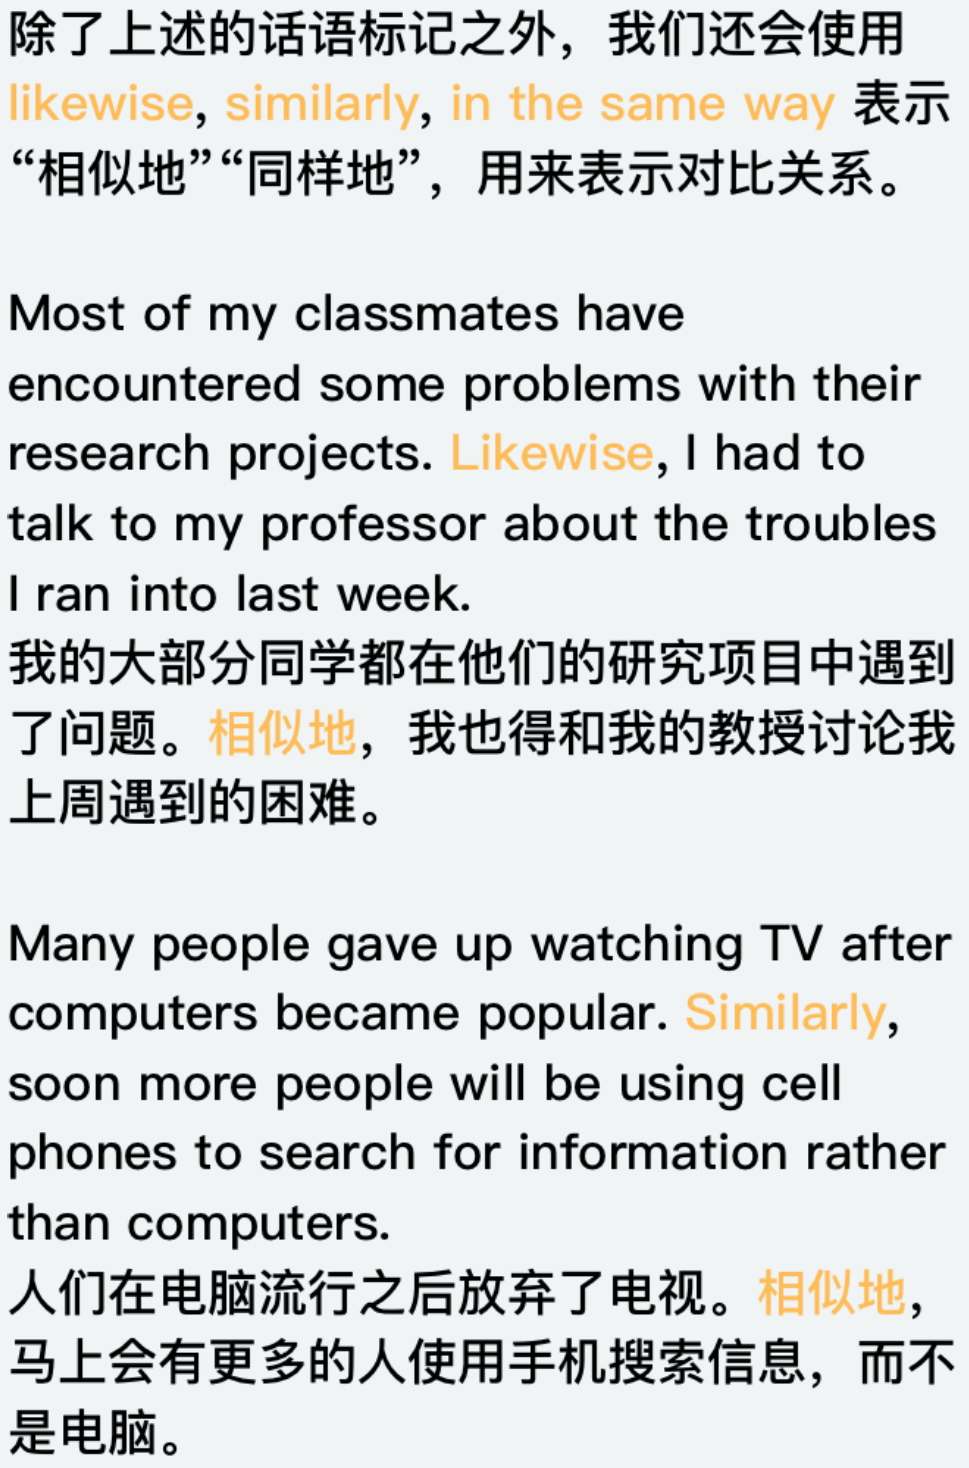 除了上述的话语标记之外，我们还会使用
likewise, similarly, in the same way 表示
“相似地”“同样地”，用来表示对比关系。
Most of my classmates have
encountered some problems with their
research projects. Likewise, I had to
talk to my professor about the troubles
I ran into last week.
我的大部分同学都在他们的研究项目中遇到
了问题。相似地，我也得和我的教授讨论我
上周遇到的困难。
Many people gave up watching TV after
computers became popular. Similarly,
soon more people will be using cell
phones to search for information rather
than computers.
人们在电脑流行之后放弃了电视。相似地，
马上会有更多的人使用手机搜索信息，而不
是电脑。